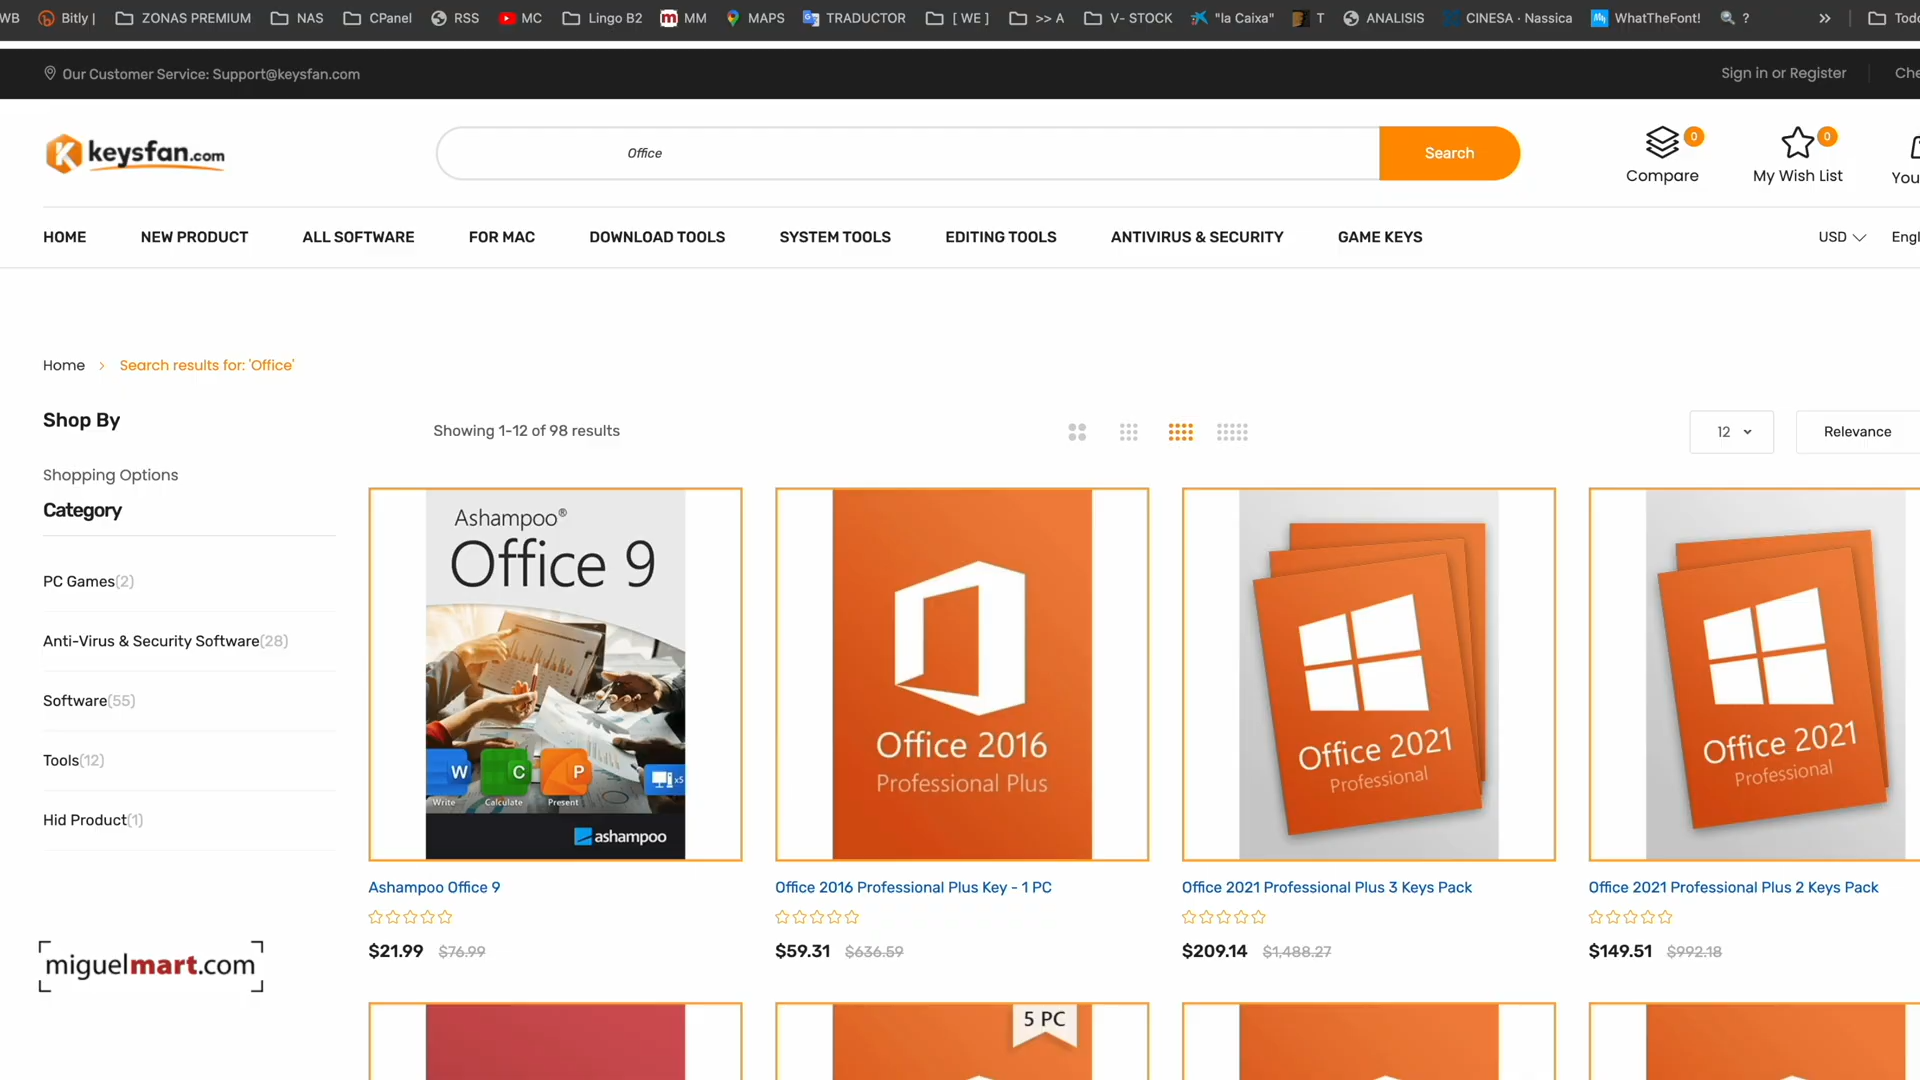 WB Bitly | ZONAS PREMIUM NAS CPanel RSS MC Lingo B2 MM MAPS TRADUCTOR [ WE ] >> A V- STOCK "la Caixa" T ANALISIS CINESA · Nassica WhatTheFont! ? » Todo
Our Customer Service: Support@keysfan.com
Sign in or Register
Che
keysfan.com
Office
Search
0
Compare
0
My Wish List
You
HOME NEW PRODUCT ALL SOFTWARE FOR MAC DOWNLOAD TOOLS SYSTEM TOOLS EDITING TOOLS ANTIVIRUS & SECURITY GAME KEYS
USD
Engl
Home > Search results for: 'Office'
Shop By
Showing 1-12 of 98 results
12
Relevance
Shopping Options
Category
PC Games(2)
Anti-Virus & Security Software(28)
Software(55)
Tools(12)
Hid Product(1)
Ashampoo®
Office 9
W C P x5
Write Calculate Present
ashampoo
Ashampoo Office 9
$21.99 $76.99
Office 2016
Professional Plus
Office 2016 Professional Plus Key - 1 PC
$59.31 $636.59
Office 2021
Professional
Office 2021 Professional Plus 3 Keys Pack
$209.14 $1,488.27
Office 2021
Professional
Office 2021 Professional Plus 2 Keys Pack
$149.51 $992.18
miguelmart.com
5 PC